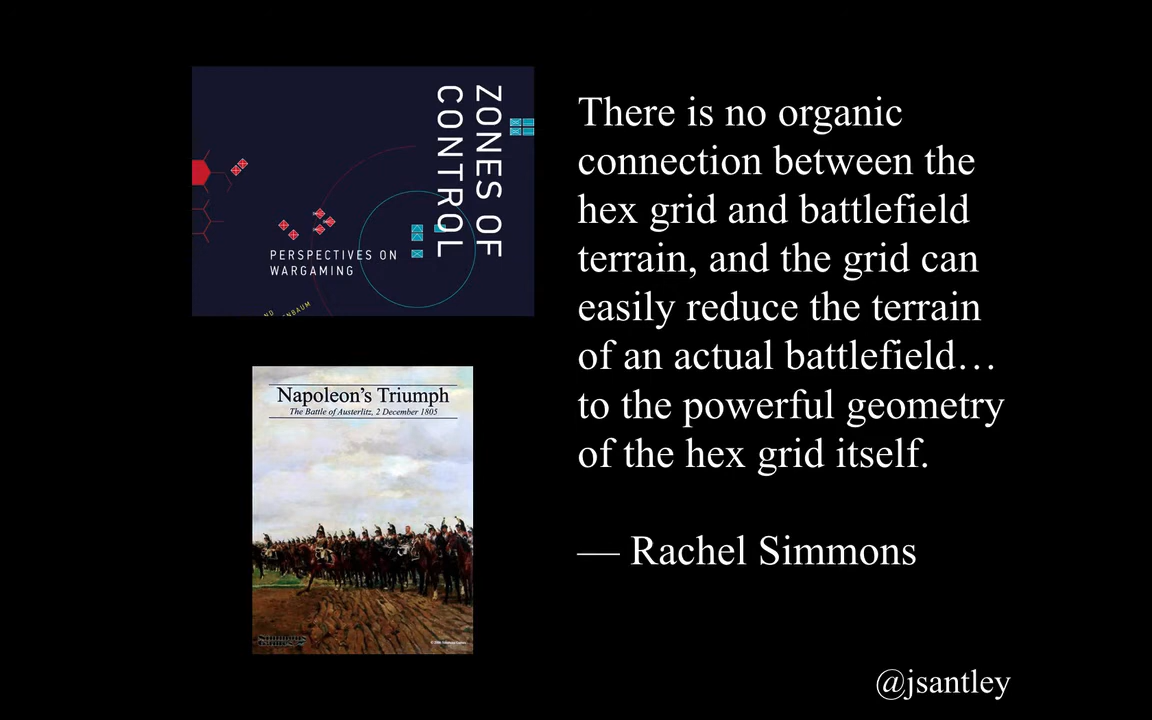 ZONES OF
CONTROL
PERSPECTIVES ON
WARGAMING
Napoleon's Triumph
The Battle of Austerlitz, 2 December 1805
There is no organic
connection between the
hex grid and battlefield
terrain, and the grid can
easily reduce the terrain
of an actual battlefield…
to the powerful geometry
of the hex grid itself.
— Rachel Simmons
@jsantley